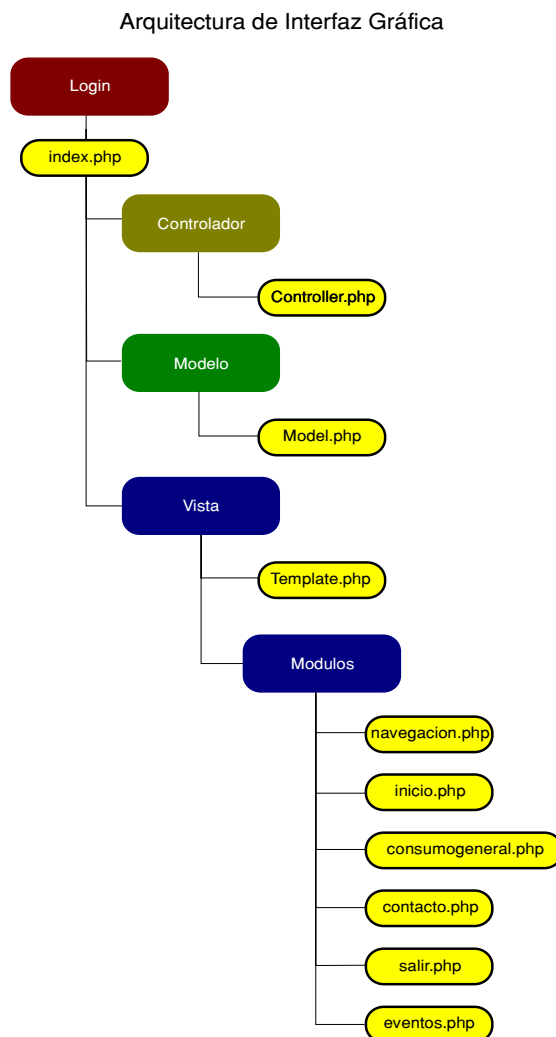 Arquitectura de Interfaz Gráfica
Login
index.php
Controlador
Controller.php
Modelo
Model.php
Vista
Template.php
Modulos
navegacion.php
inicio.php
consumogeneral.php
contacto.php
salir.php
eventos.php